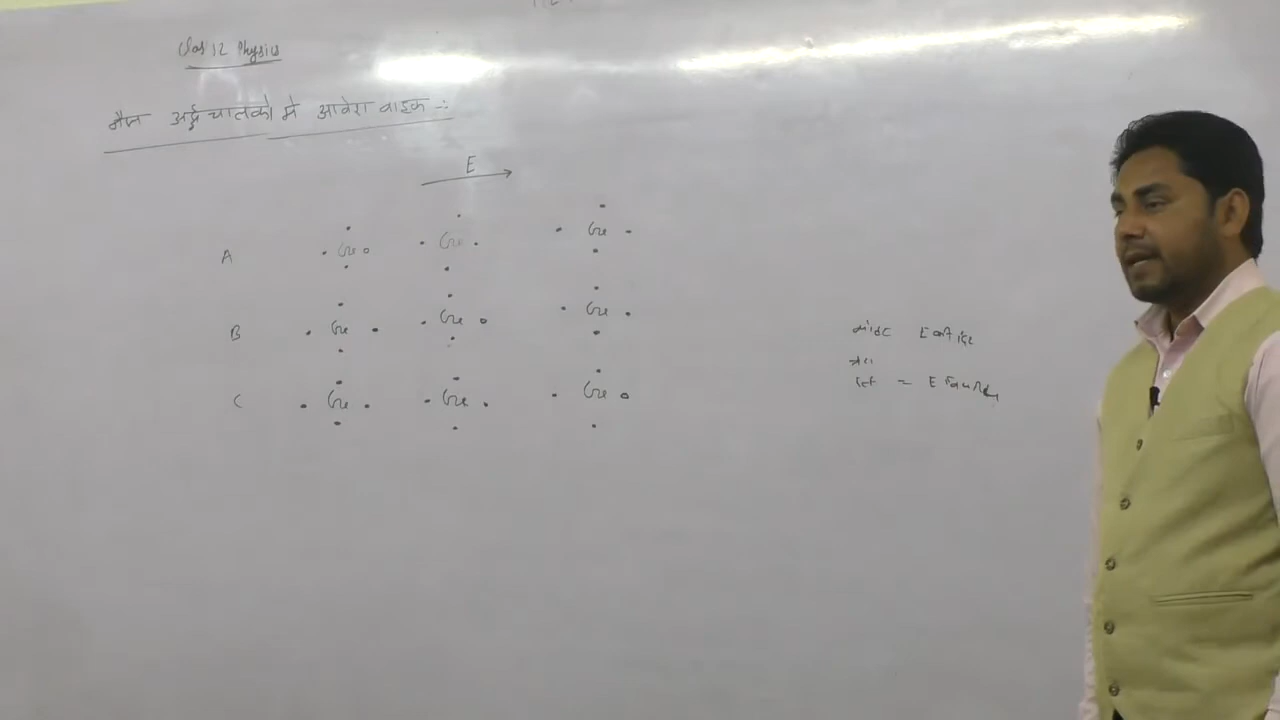 Class 12 Physics
नैज अर्द्धचालको मे आवेश वाहक :-
E
A Ge Ge Ge
B Ge Ge Ge
C Ge Ge Ge
E
= E